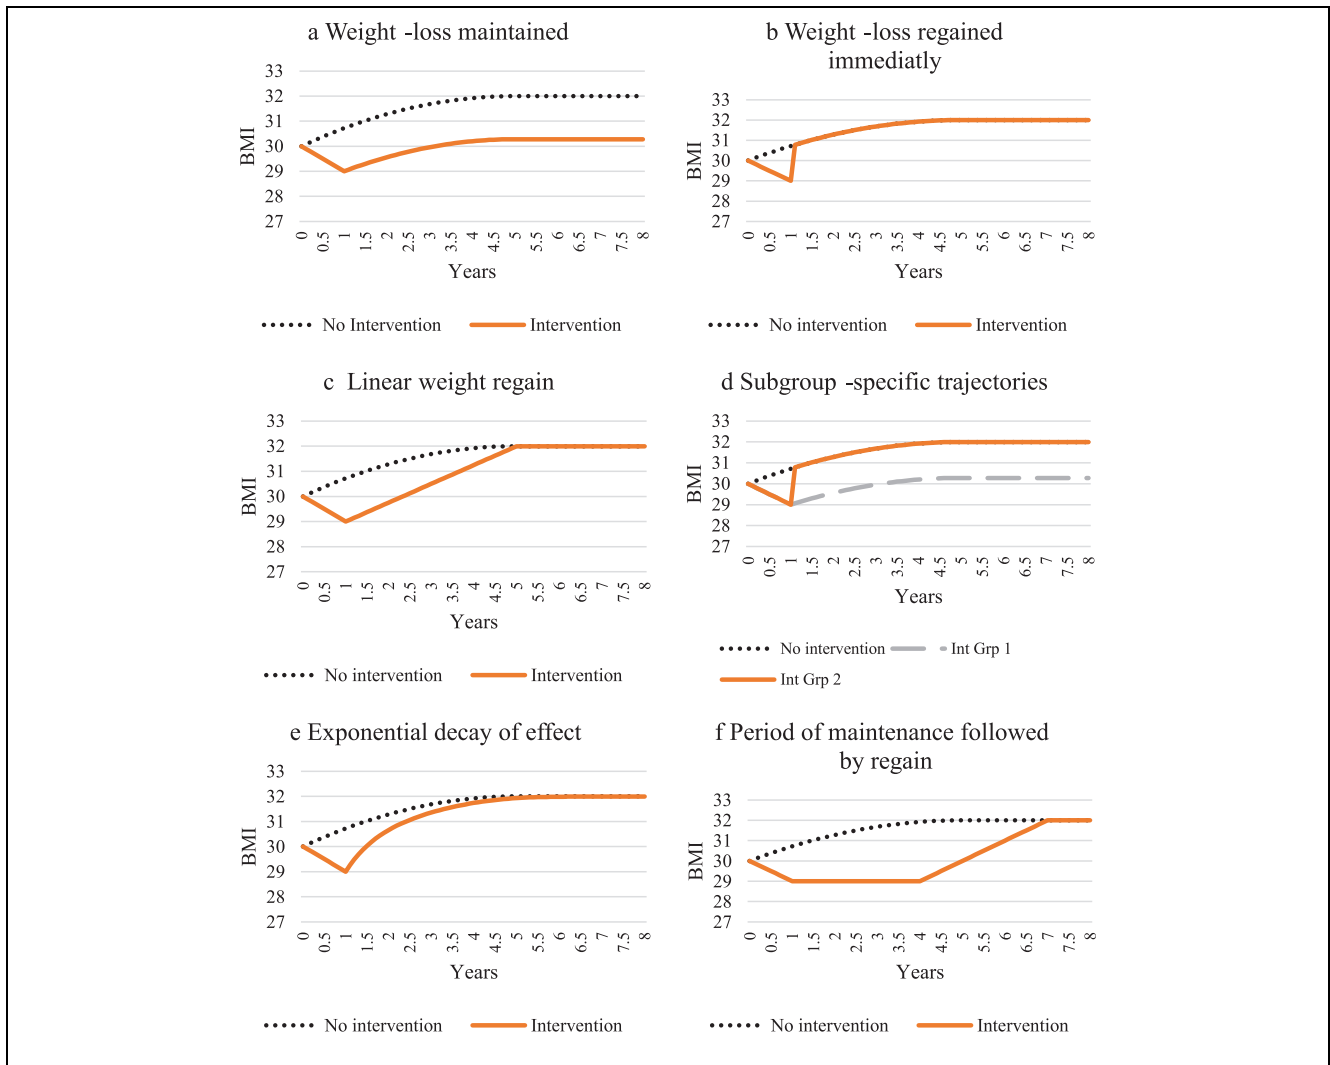 a Weight -loss maintained
33
32
31
30
29
28
27
BMI
0 0.5 1 1.5 2 2.5 3 3.5 4 4.5 5 5.5 6 6.5 7 7.5 8
Years
No Intervention Intervention
b Weight -loss regained
immediatly
33
32
31
30
29
28
27
BMI
0 0.5 1 1.5 2 2.5 3 3.5 4 4.5 5 5.5 6 6.5 7 7.5 8
Years
No intervention Intervention
c Linear weight regain
33
32
31
30
29
28
27
BMI
0 0.5 1 1.5 2 2.5 3 3.5 4 4.5 5 5.5 6 6.5 7 7.5 8
Years
No intervention Intervention
d Subgroup -specific trajectories
33
32
31
30
29
28
27
BMI
0 0.5 1 1.5 2 2.5 3 3.5 4 4.5 5 5.5 6 6.5 7 7.5 8
Years
No intervention Int Grp 1
Int Grp 2
e Exponential decay of effect
33
32
31
30
29
28
27
BMI
0 0.5 1 1.5 2 2.5 3 3.5 4 4.5 5 5.5 6 6.5 7 7.5 8
Years
No intervention Intervention
f Period of maintenance followed
by regain
33
32
31
30
29
28
27
BMI
0 0.5 1 1.5 2 2.5 3 3.5 4 4.5 5 5.5 6 6.5 7 7.5 8
Years
No intervention Intervention